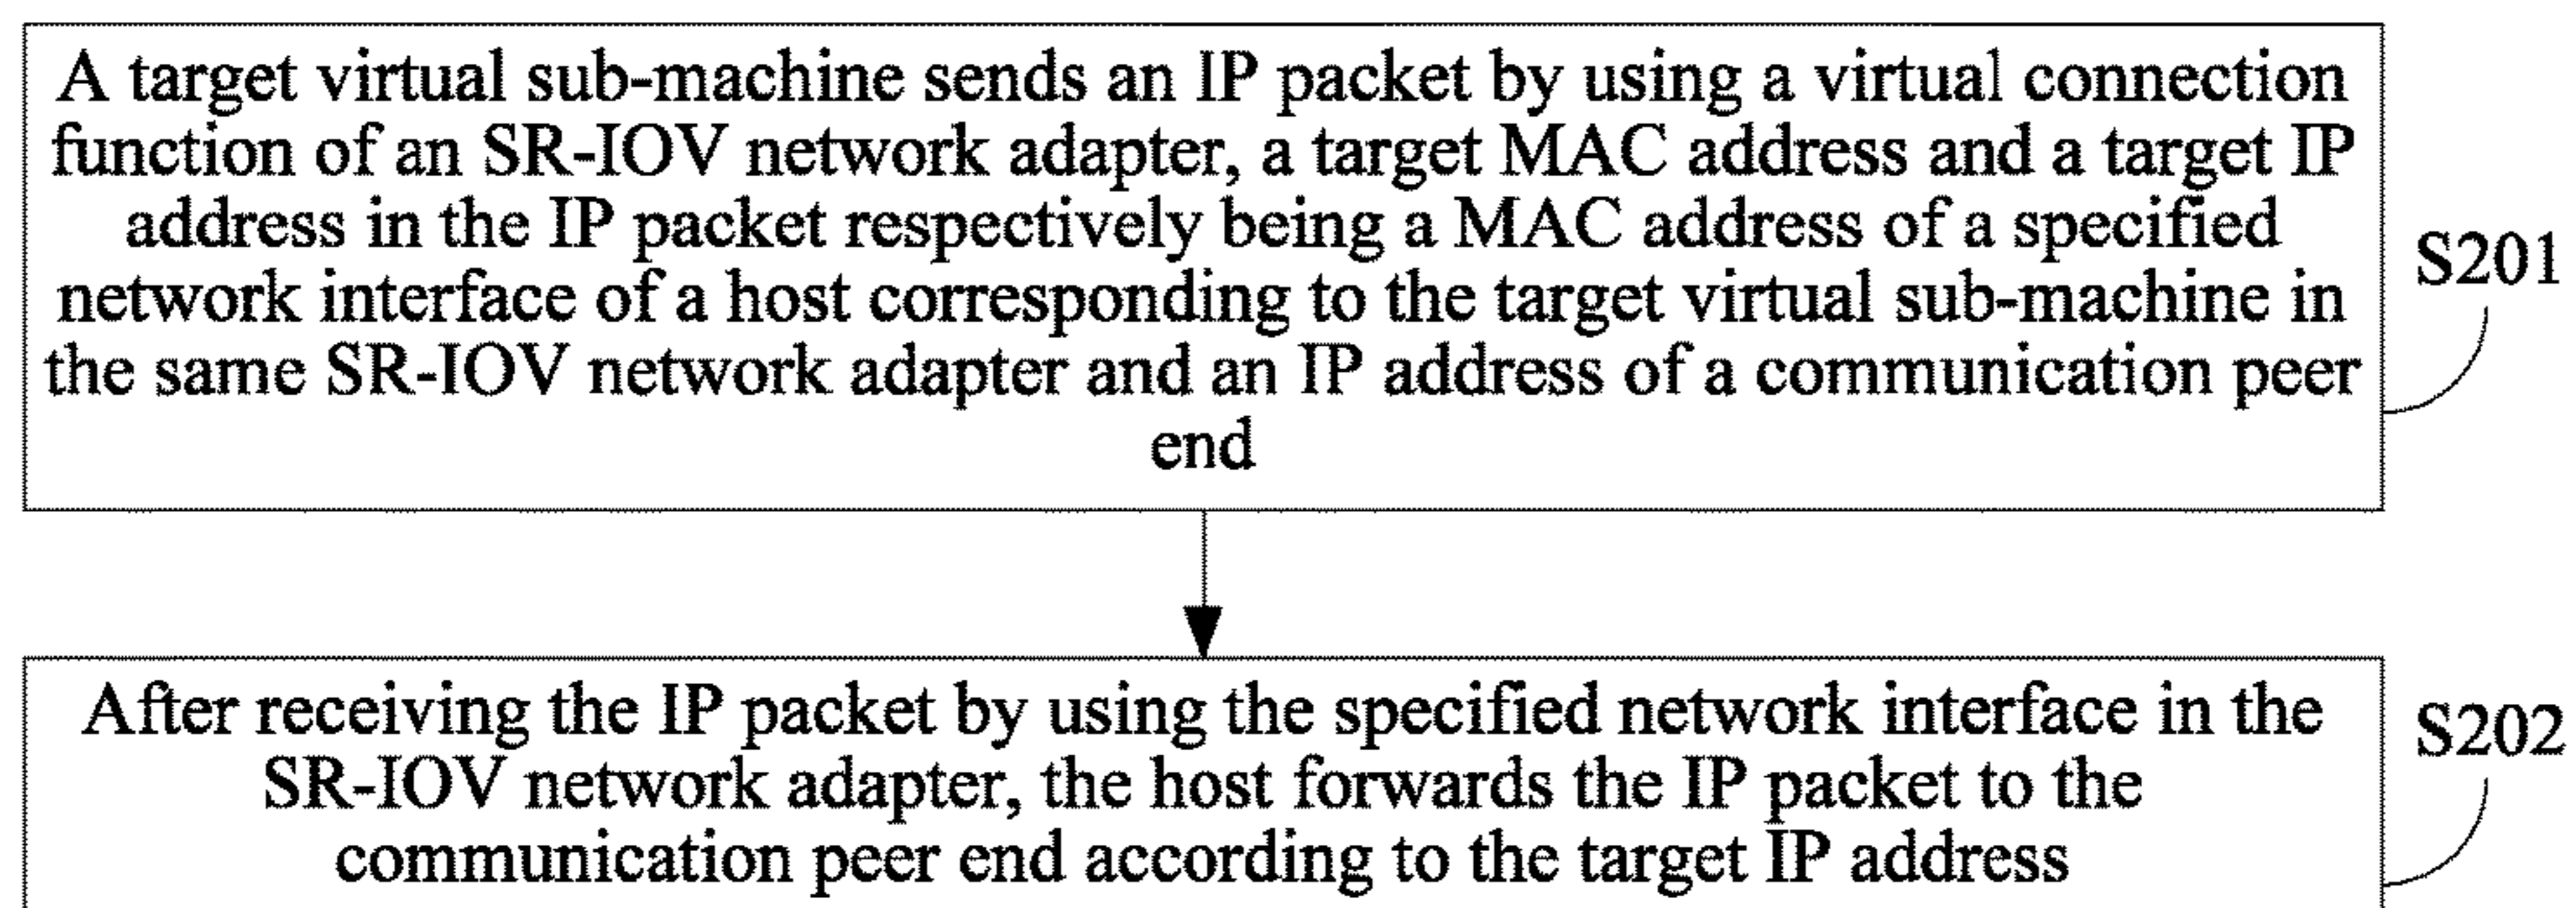 A target virtual sub-machine sends an IP packet by using a virtual connection
function of an SR-IOV network adapter, a target MAC address and a target IP
address in the IP packet respectively being a MAC address of a specified
network interface of a host corresponding to the target virtual sub-machine in
the same SR-IOV network adapter and an IP address of a communication peer
end
S201
After receiving the IP packet by using the specified network interface in the
SR-IOV network adapter, the host forwards the IP packet to the
communication peer end according to the target IP address
S202